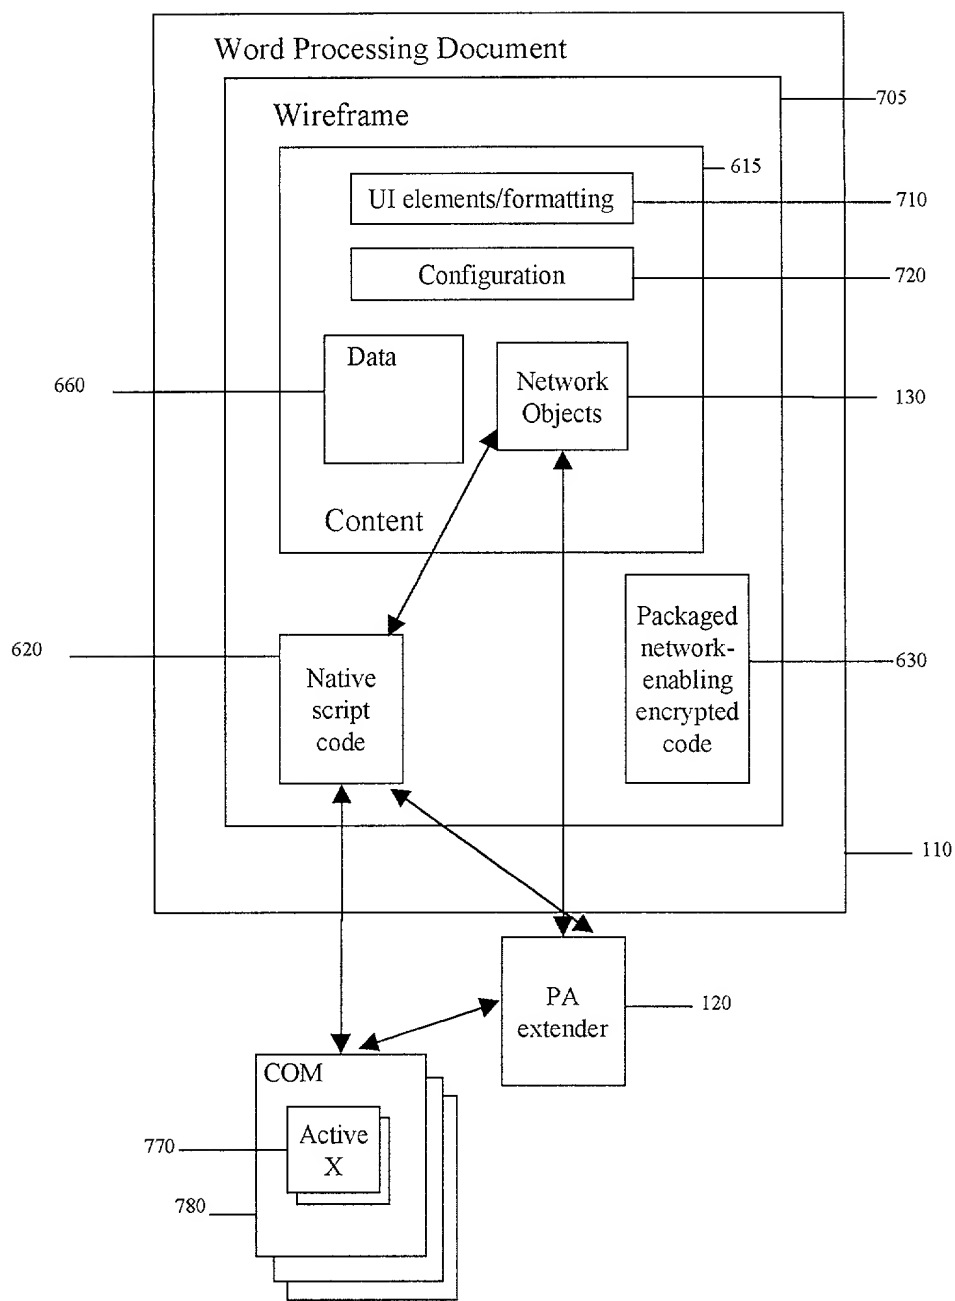 Word Processing Document
705
Wireframe
615
UI elements/formatting
710
Configuration
720
Data
660
Network
Objects
130
Content
Packaged
network-
enabling
encrypted
code
630
620
Native
script
code
110
PA
extender
120
COM
Active
X
770
780